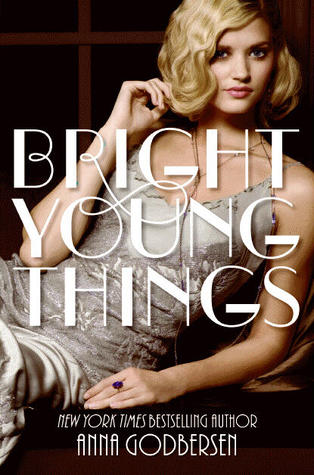 BRIGHT
YOUNG
THINGS
NEW YORK TIMES BESTSELLING AUTHOR
ANNA GODBERSEN